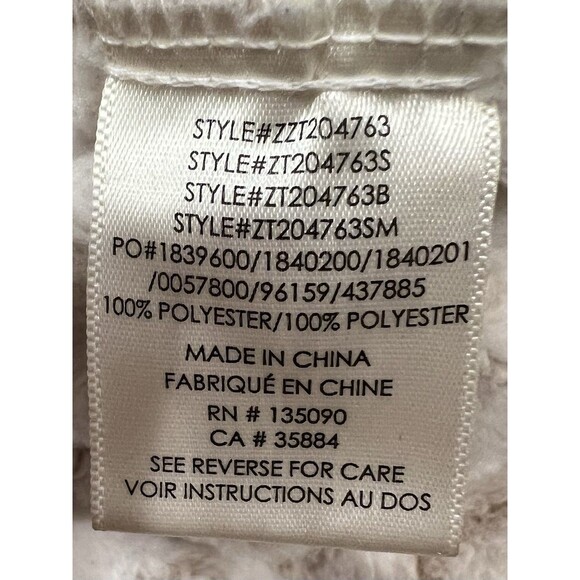 STYLE#ZZT204763
STYLE#ZT204763S
STYLE#ZT204763B
STYLE#ZT204763SM
PO#1839600/1840200/1840201
/0057800/96159/437885
100% POLYESTER/100% POLYESTER
MADE IN CHINA
FABRIQUÉ EN CHINE
RN # 135090
CA # 35884
SEE REVERSE FOR CARE
VOIR INSTRUCTIONS AU DOS